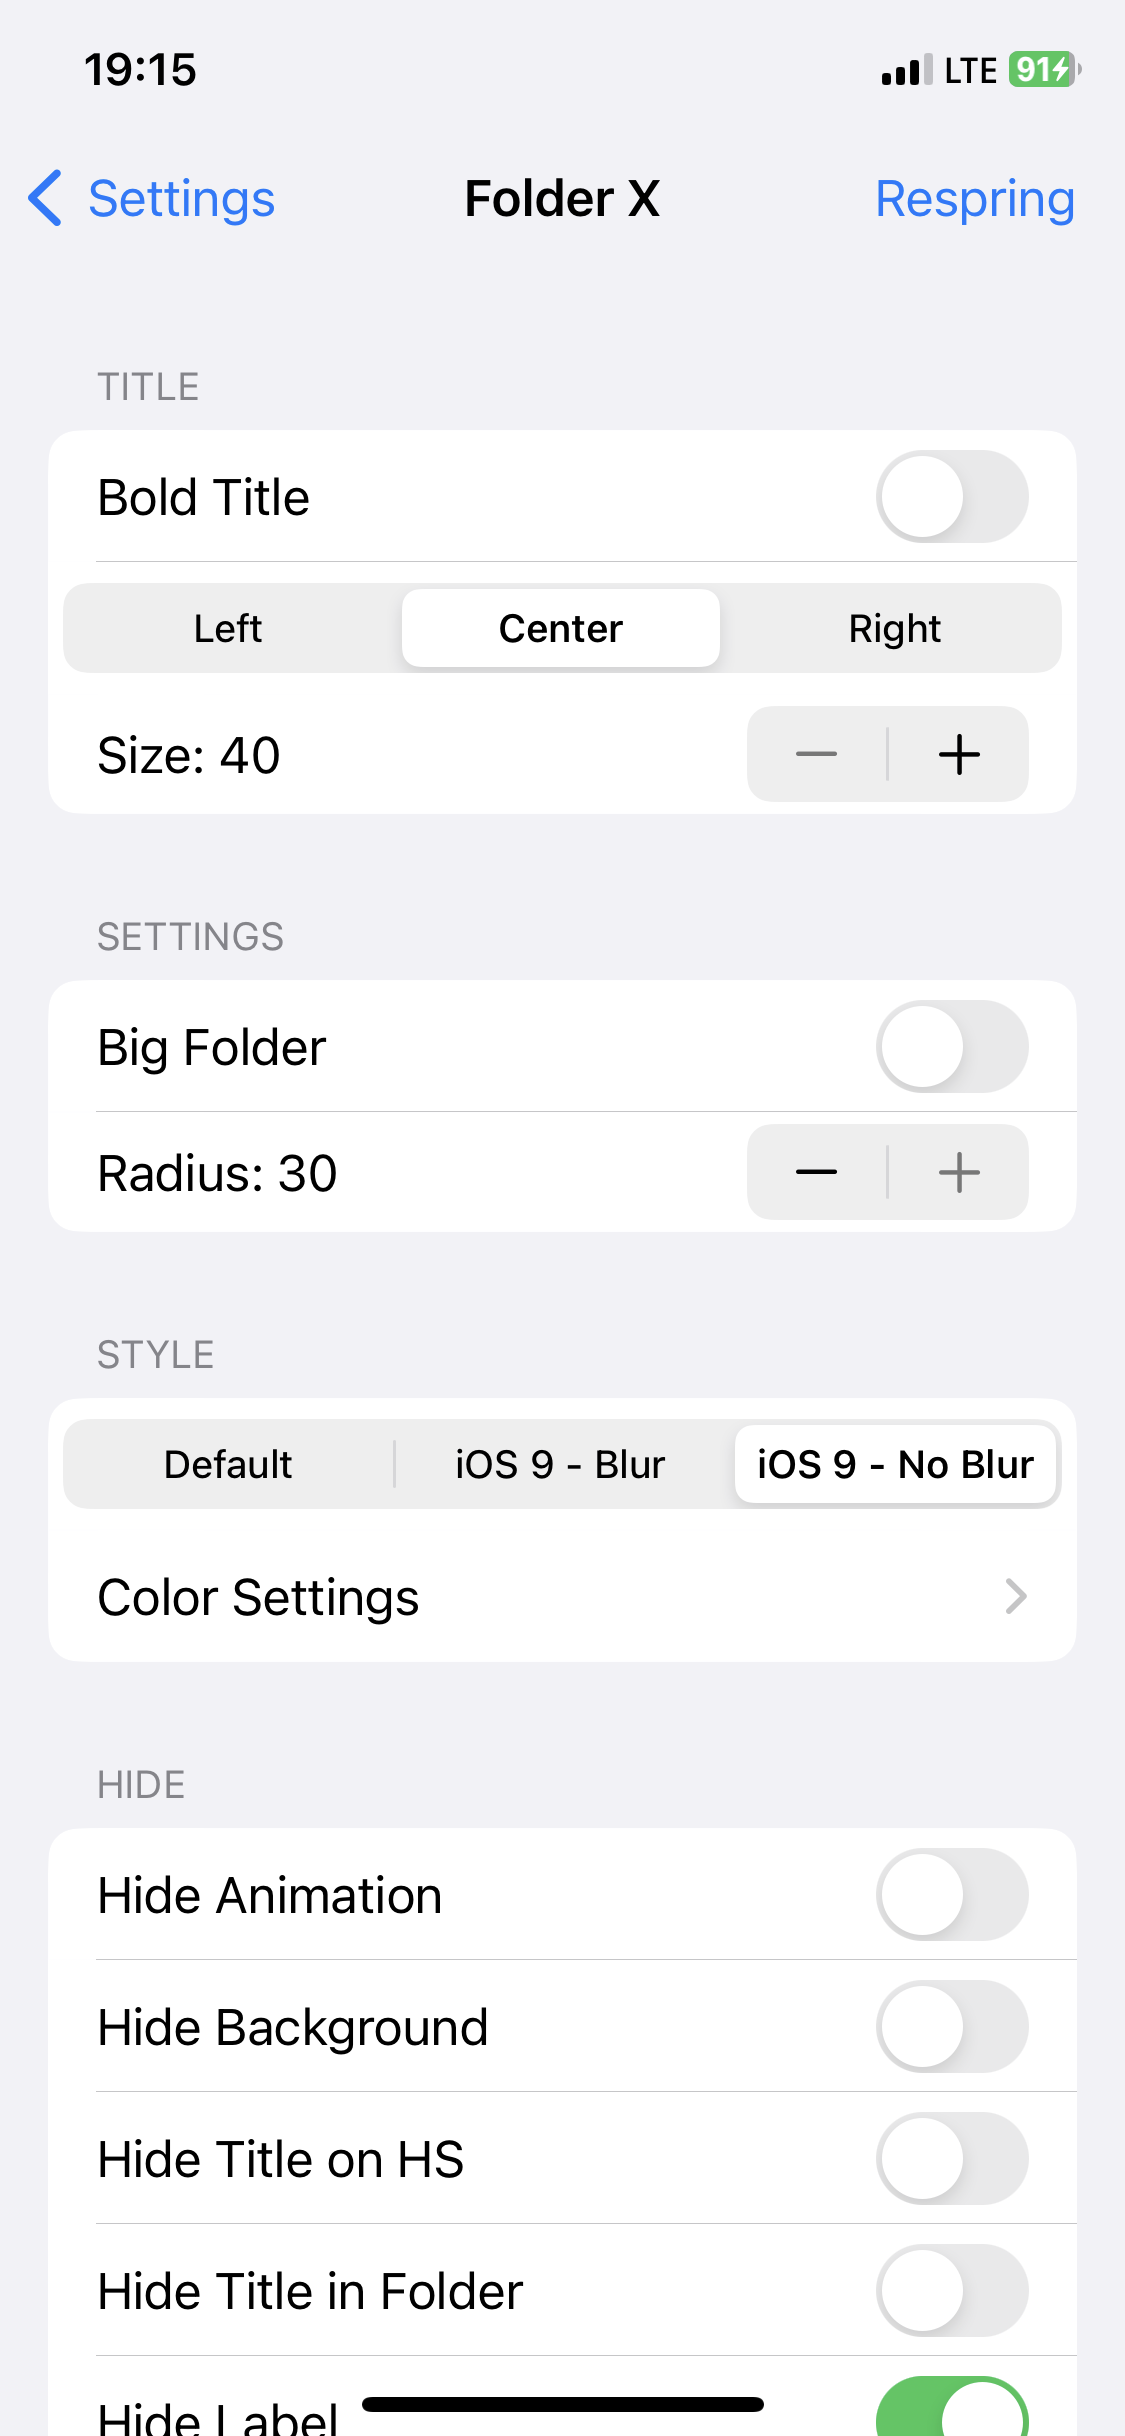 19:15
LTE 91
Settings
Folder X
Respring
TITLE
Bold Title
Left
Center
Right
Size: 40
SETTINGS
Big Folder
Radius: 30
STYLE
Default
iOS 9 - Blur
iOS 9 - No Blur
Color Settings
HIDE
Hide Animation
Hide Background
Hide Title on HS
Hide Title in Folder
Hide Label